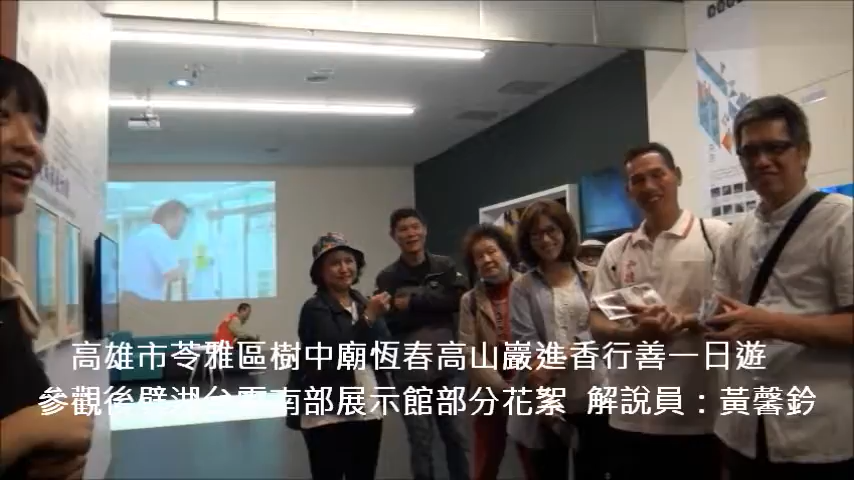 高雄市苓雅區樹中廟恆春高山巖進香行善一日遊
參觀後壁湖台電南部展示館部分花絮 解說員：黃馨鈴